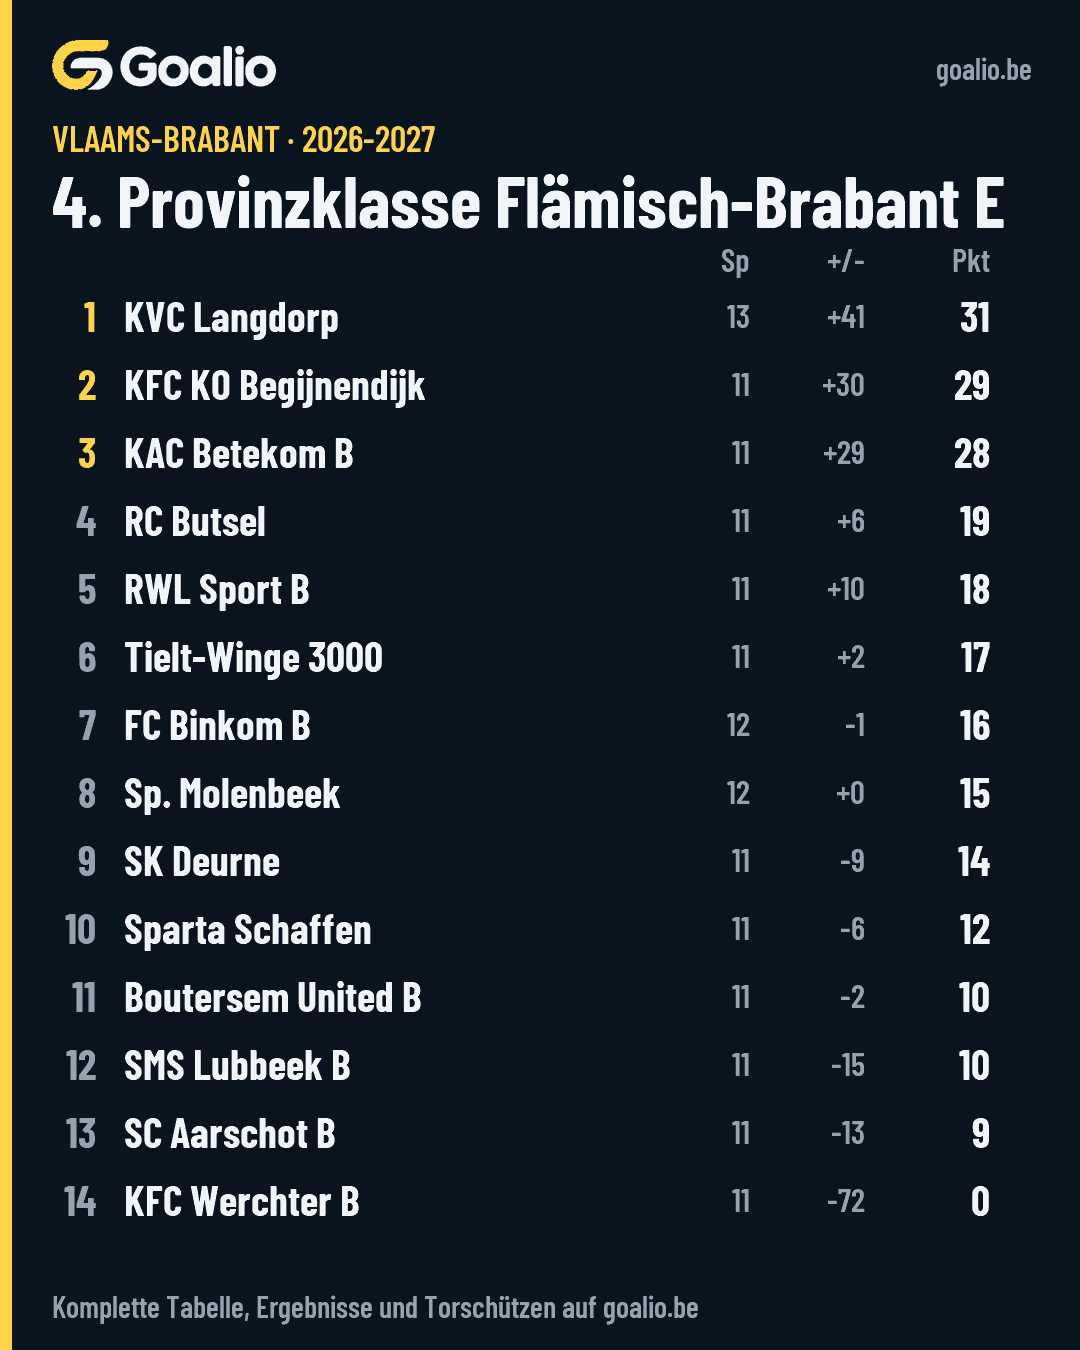 Goalio
goalio.be
VLAAMS-BRABANT · 2026-2027
4. Provinzklasse Flämisch-Brabant E
Sp +/- Pkt
1 KVC Langdorp 13 +41 31
2 KFC KO Begijnendijk 11 +30 29
3 KAC Betekom B 11 +29 28
4 RC Butsel 11 +6 19
5 RWL Sport B 11 +10 18
6 Tielt-Winge 3000 11 +2 17
7 FC Binkom B 12 -1 16
8 Sp. Molenbeek 12 +0 15
9 SK Deurne 11 -9 14
10 Sparta Schaffen 11 -6 12
11 Boutersem United B 11 -2 10
12 SMS Lubbeek B 11 -15 10
13 SC Aarschot B 11 -13 9
14 KFC Werchter B 11 -72 0
Komplette Tabelle, Ergebnisse und Torschützen auf goalio.be